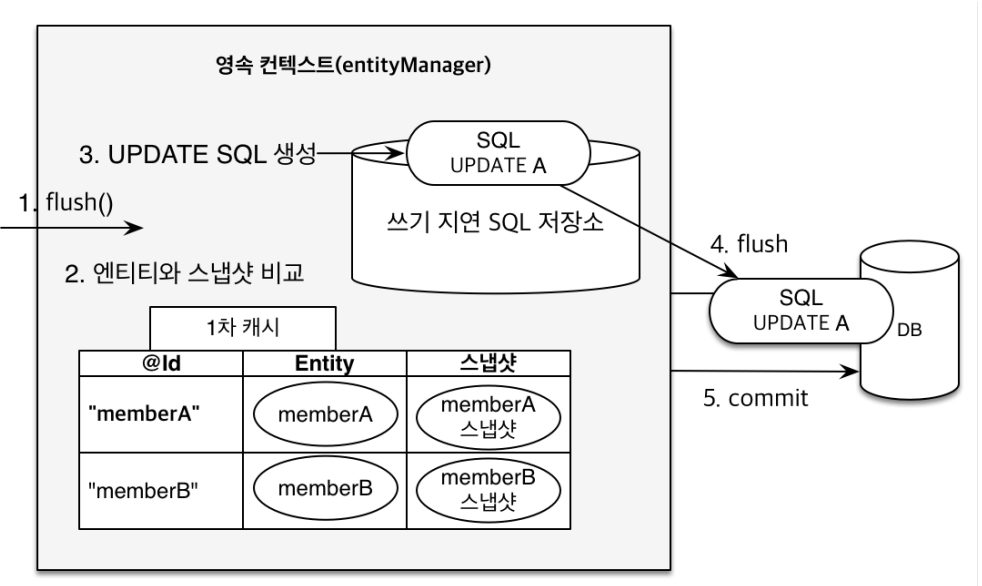 영속 컨텍스트(entityManager)
SQL
UPDATE A
3. UPDATE SQL 생성
1. flush()
쓰기 지연 SQL 저장소
4. flush
2. 엔티티와 스냅샷 비교
SQL
UPDATE A
DB
1차 캐시
@Id Entity 스냅샷
"memberA" memberA memberA
스냅샷
5. commit
"memberB" memberB memberB
스냅샷